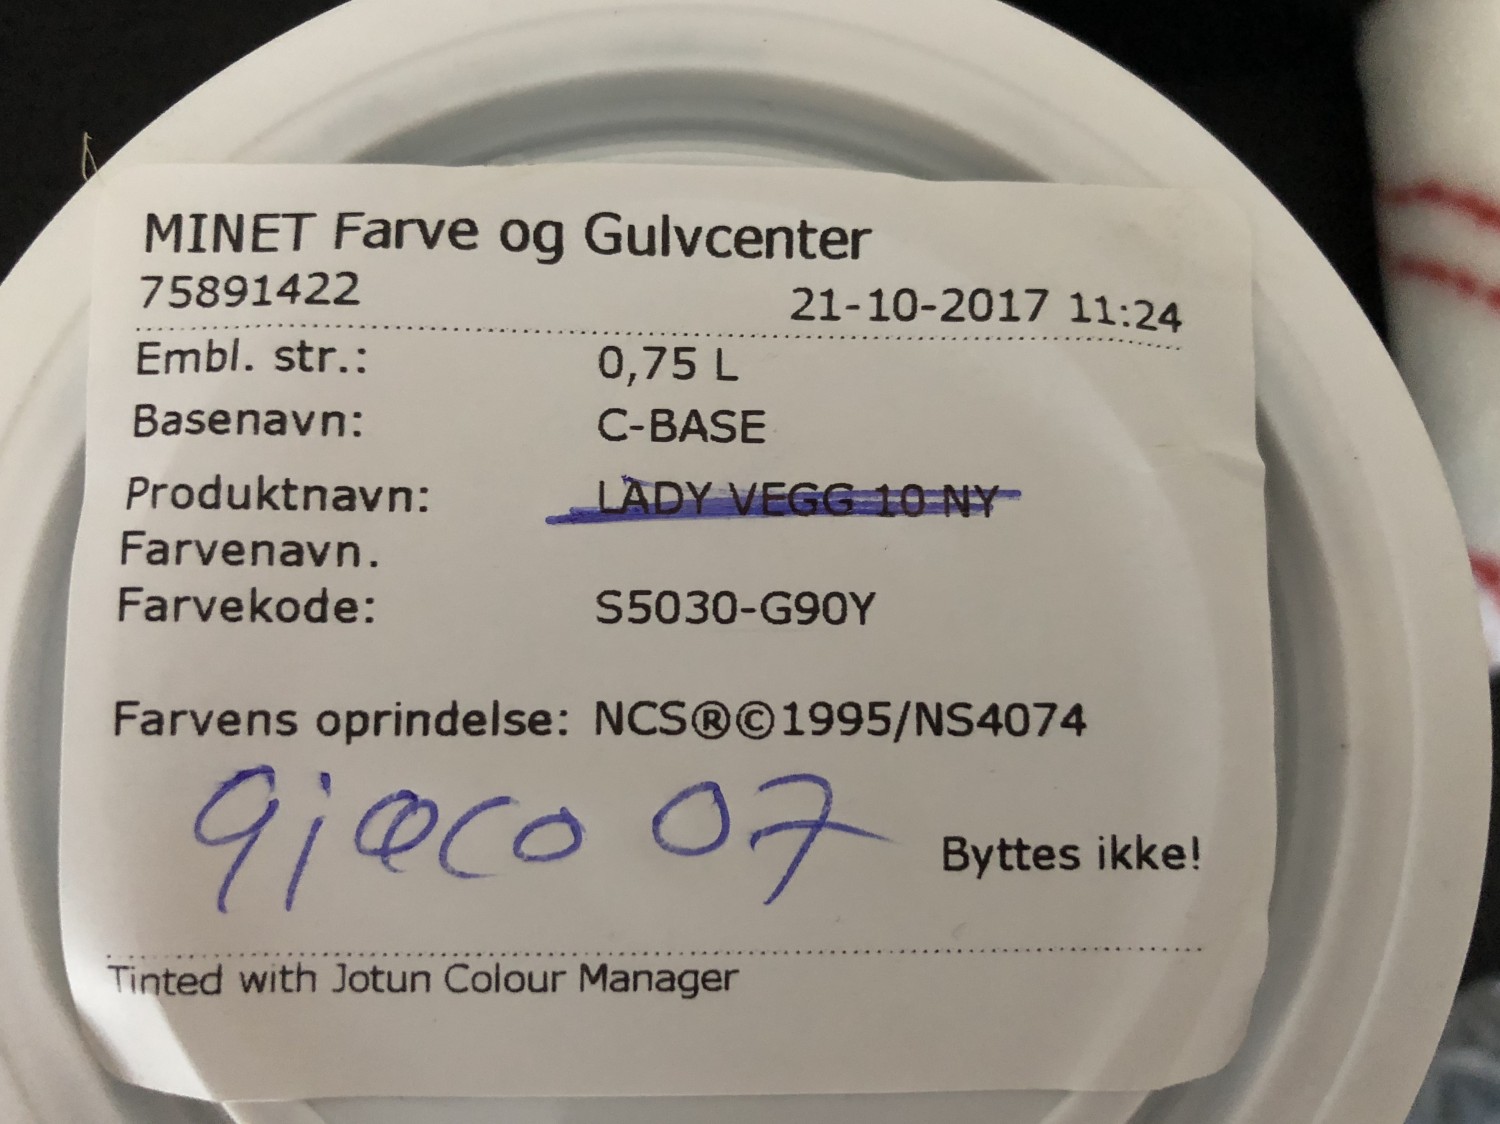 MINET Farve og Gulvcenter
75891422 21-10-2017 11:24
Embl. str.: 0,75 L
Basenavn: C-BASE
Produktnavn: LADY VEGG 10 NY
Farvenavn.
Farvekode: S5030-G90Y
Farvens oprindelse: NCS®©1995/NS4074
gjøco 07
Byttes ikke!
Tinted with Jotun Colour Manager